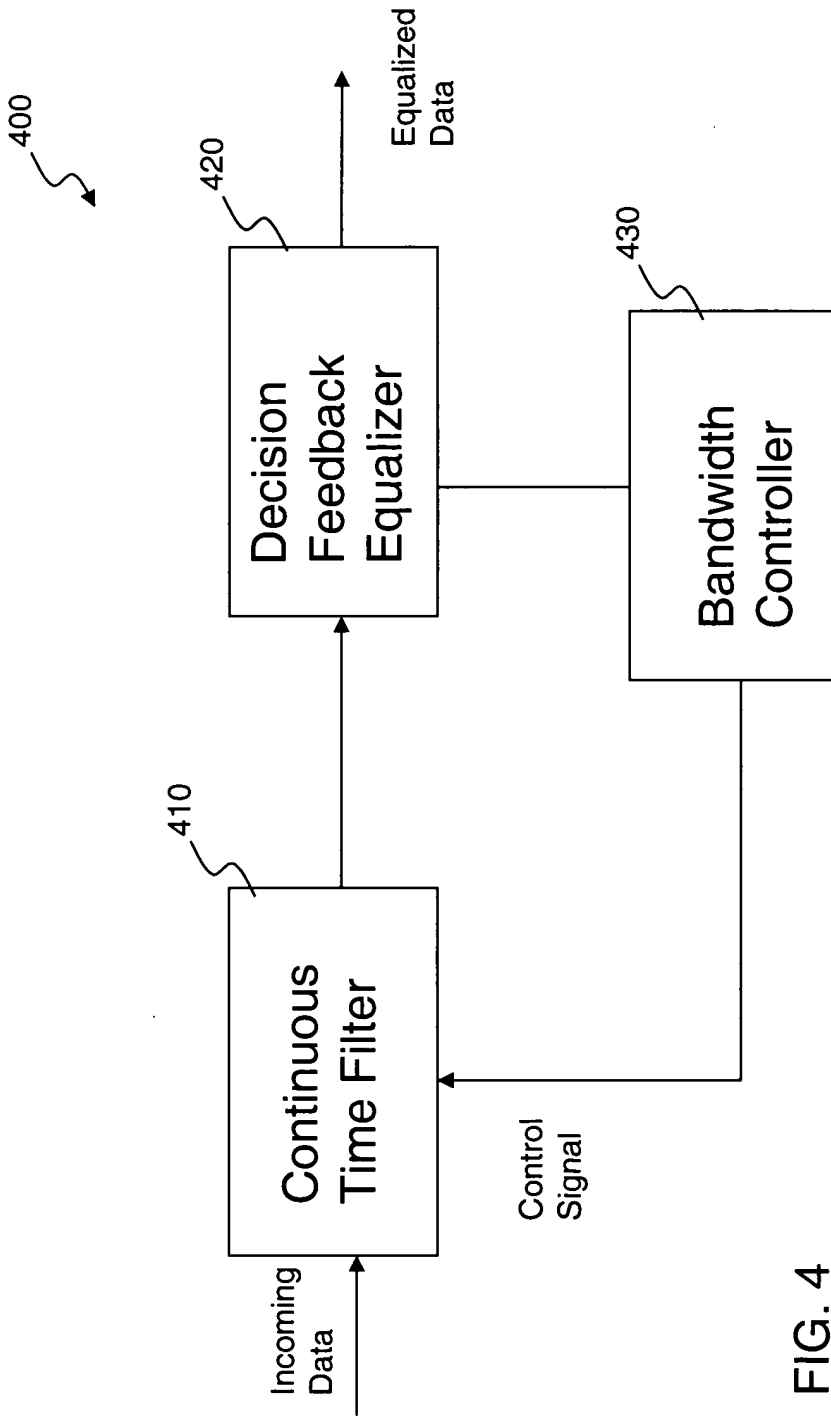 400
410
420
Incoming
Data
Continuous
Time Filter
Decision
Feedback
Equalizer
Equalized
Data
Control
Signal
430
Bandwidth
Controller
FIG. 4